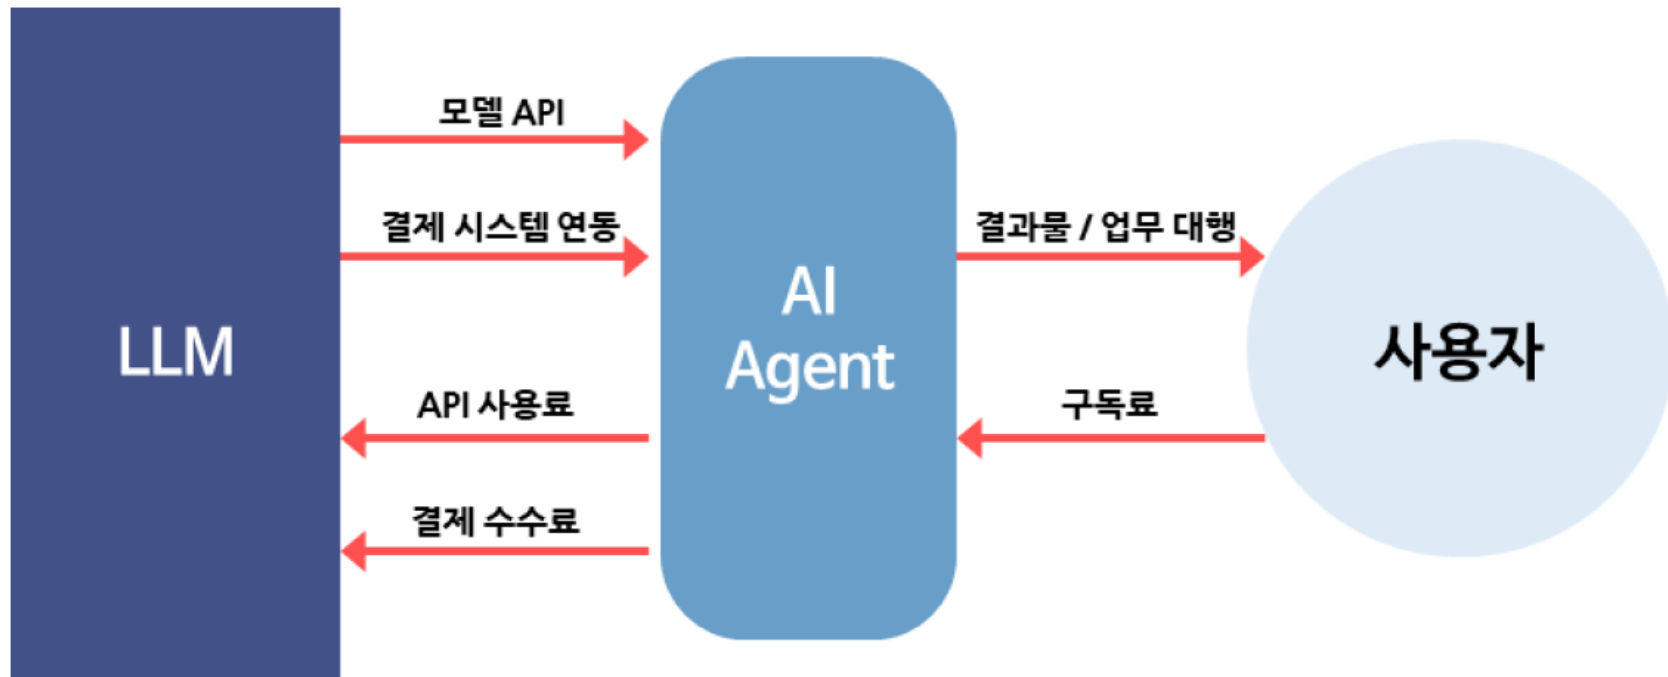 LLM
모델 API
결제 시스템 연동
API 사용료
결제 수수료
AI
Agent
결과물 / 업무 대행
구독료
사용자